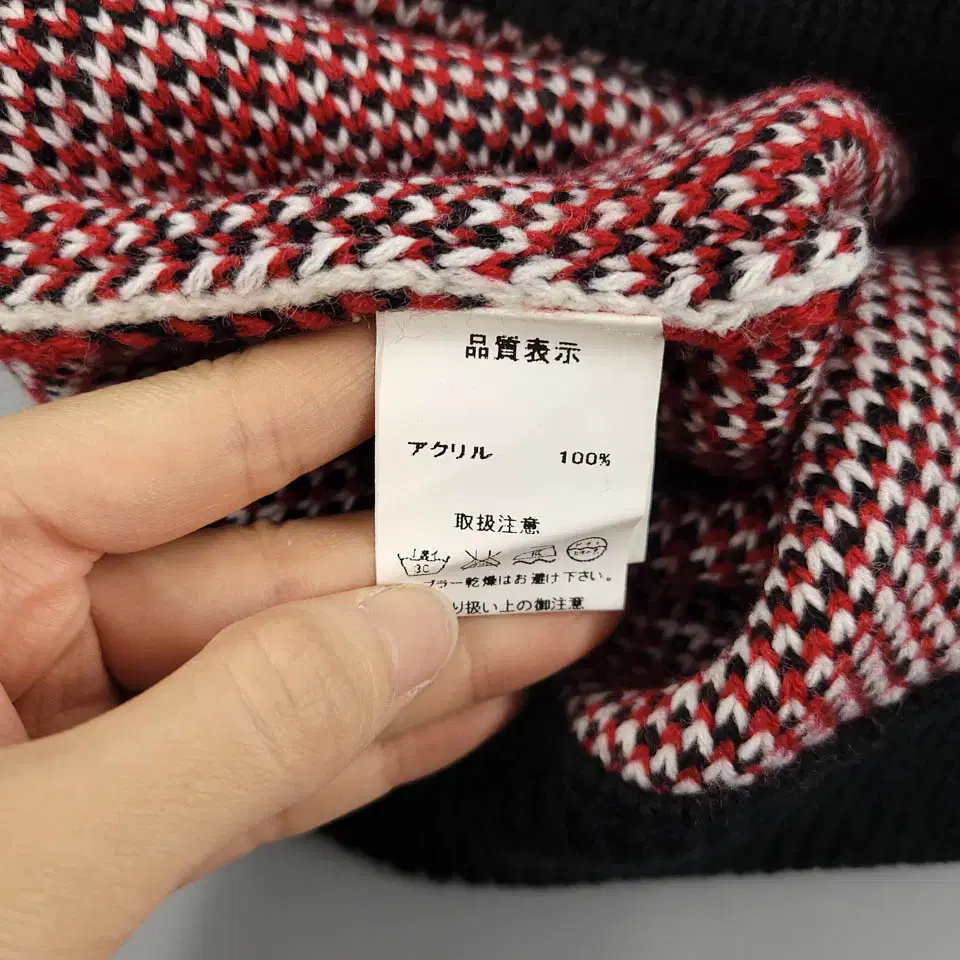 品質表示
アクリル 100%
取扱注意
ブラー乾燥はお避け下さい。
り扱い上の御注意